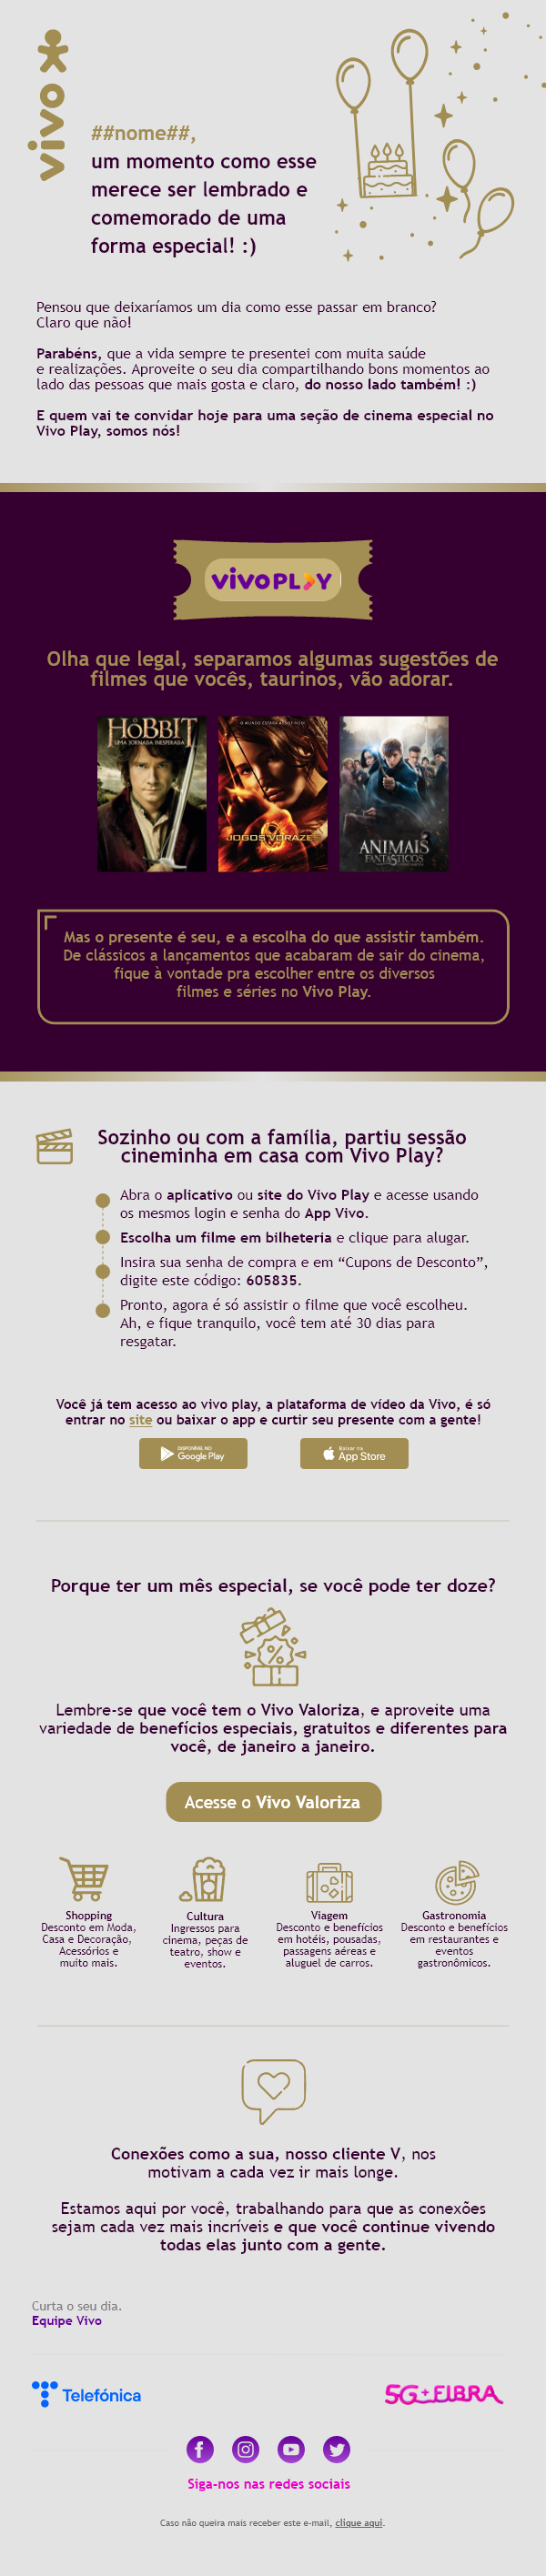 vivo
##nome##,
um momento como esse
merece ser lembrado e
comemorado de uma
forma especial! :)
Pensou que deixaríamos um dia como esse passar em branco?
Claro que não!
Parabéns, que a vida sempre te presentei com muita saúde
e realizações. Aproveite o seu dia compartilhando bons momentos ao
lado das pessoas que mais gosta e claro, do nosso lado também! :)
E quem vai te convidar hoje para uma seção de cinema especial no
Vivo Play, somos nós!
vivo PLAY
Olha que legal, separamos algumas sugestões de
filmes que vocês, taurinos, vão adorar.
O HOBBIT
UMA JORNADA INESPERADA
O MUNDO ESTARÁ ASSISTINDO
JOGOS VORAZES
ANIMAIS
FANTÁSTICOS
Mas o presente é seu, e a escolha do que assistir também.
De clássicos a lançamentos que acabaram de sair do cinema,
fique à vontade pra escolher entre os diversos
filmes e séries no Vivo Play.
Sozinho ou com a família, partiu sessão
cineminha em casa com Vivo Play?
Abra o aplicativo ou site do Vivo Play e acesse usando
os mesmos login e senha do App Vivo.
Escolha um filme em bilheteria e clique para alugar.
Insira sua senha de compra e em “Cupons de Desconto”,
digite este código: 605835.
Pronto, agora é só assistir o filme que você escolheu.
Ah, e fique tranquilo, você tem até 30 dias para
resgatar.
Você já tem acesso ao vivo play, a plataforma de vídeo da Vivo, é só
entrar no site ou baixar o app e curtir seu presente com a gente!
DISPONÍVEL NO
Google Play
Baixar na
App Store
Porque ter um mês especial, se você pode ter doze?
Lembre-se que você tem o Vivo Valoriza, e aproveite uma
variedade de benefícios especiais, gratuitos e diferentes para
você, de janeiro a janeiro.
Acesse o Vivo Valoriza
Shopping
Desconto em Moda,
Casa e Decoração,
Acessórios e
muito mais.
Cultura
Ingressos para
cinema, peças de
teatro, show e
eventos.
Viagem
Desconto e benefícios
em hotéis, pousadas,
passagens aéreas e
aluguel de carros.
Gastronomia
Desconto e benefícios
em restaurantes e
eventos
gastronômicos.
Conexões como a sua, nosso cliente V, nos
motivam a cada vez ir mais longe.
Estamos aqui por você, trabalhando para que as conexões
sejam cada vez mais incríveis e que você continue vivendo
todas elas junto com a gente.
Curta o seu dia.
Equipe Vivo
Telefónica
5G+FIBRA
Siga-nos nas redes sociais
Caso não queira mais receber este e-mail, clique aqui.